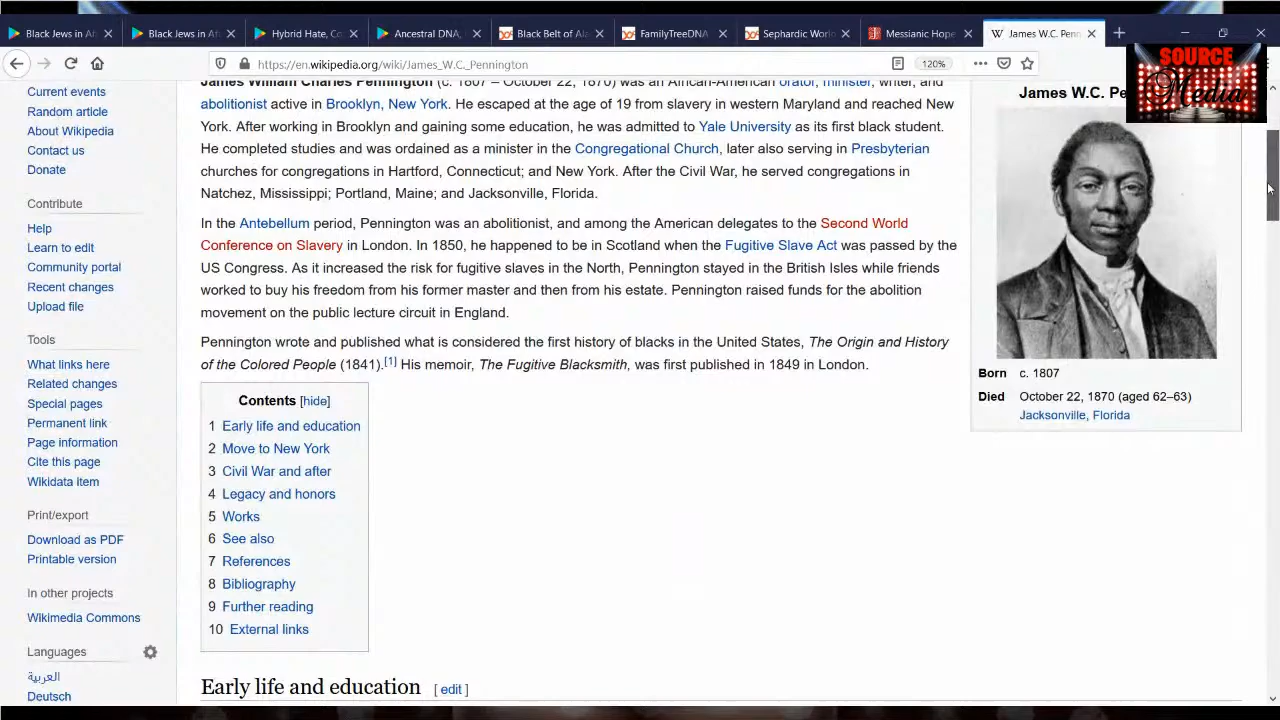 Black Jews in Af
Black Jews in Af
Hybrid Hate, Co
Ancestral DNA,
Black Belt of Ala
FamilyTreeDNA
Sephardic World
Messianic Hope
James W.C. Penn
https://en.wikipedia.org/wiki/James_W.C._Pennington
120%
SOURCE
Media
Current events
Random article
About Wikipedia
Contact us
Donate
Contribute
Help
Learn to edit
Community portal
Recent changes
Upload file
Tools
What links here
Related changes
Special pages
Permanent link
Page information
Cite this page
Wikidata item
Print/export
Download as PDF
Printable version
In other projects
Wikimedia Commons
Languages
العربية
Deutsch
James William Charles Pennington (c. 1807 – October 22, 1870) was an African-American orator, minister, writer, and
abolitionist active in Brooklyn, New York. He escaped at the age of 19 from slavery in western Maryland and reached New
York. After working in Brooklyn and gaining some education, he was admitted to Yale University as its first black student.
He completed studies and was ordained as a minister in the Congregational Church, later also serving in Presbyterian
churches for congregations in Hartford, Connecticut; and New York. After the Civil War, he served congregations in
Natchez, Mississippi; Portland, Maine; and Jacksonville, Florida.
In the Antebellum period, Pennington was an abolitionist, and among the American delegates to the Second World
Conference on Slavery in London. In 1850, he happened to be in Scotland when the Fugitive Slave Act was passed by the
US Congress. As it increased the risk for fugitive slaves in the North, Pennington stayed in the British Isles while friends
worked to buy his freedom from his former master and then from his estate. Pennington raised funds for the abolition
movement on the public lecture circuit in England.
Pennington wrote and published what is considered the first history of blacks in the United States, The Origin and History
of the Colored People (1841).[1] His memoir, The Fugitive Blacksmith, was first published in 1849 in London.
Contents [hide]
1 Early life and education
2 Move to New York
3 Civil War and after
4 Legacy and honors
5 Works
6 See also
7 References
8 Bibliography
9 Further reading
10 External links
Early life and education [ edit ]
James W.C. Pe
Born c. 1807
Died October 22, 1870 (aged 62–63)
Jacksonville, Florida